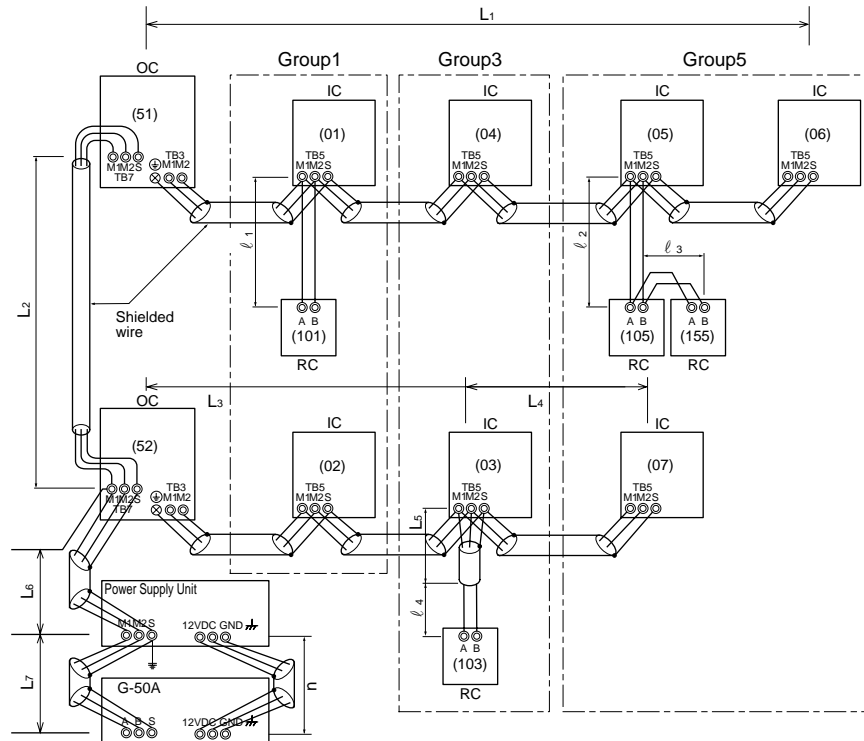 L1
Group1
Group3
Group5
OC
IC
IC
IC
IC
(51)
(01)
(04)
(05)
(06)
TB3
M1M2
M1M2S
TB7
TB5
M1M2S
TB5
M1M2S
TB5
M1M2S
TB5
M1M2S
ℓ1
ℓ2
ℓ3
L2
Shielded
wire
A B
(101)
RC
A B
(105)
RC
A B
(155)
RC
L3
L4
OC
IC
IC
IC
(52)
(02)
(03)
(07)
TB3
M1M2
M1M2S
TB7
TB5
M1M2S
TB5
M1M2S
TB5
M1M2S
L5
ℓ4
L6
Power Supply Unit
M1M2S
12VDC GND
A B
(103)
RC
L7
n
G-50A
A B S
12VDC GND